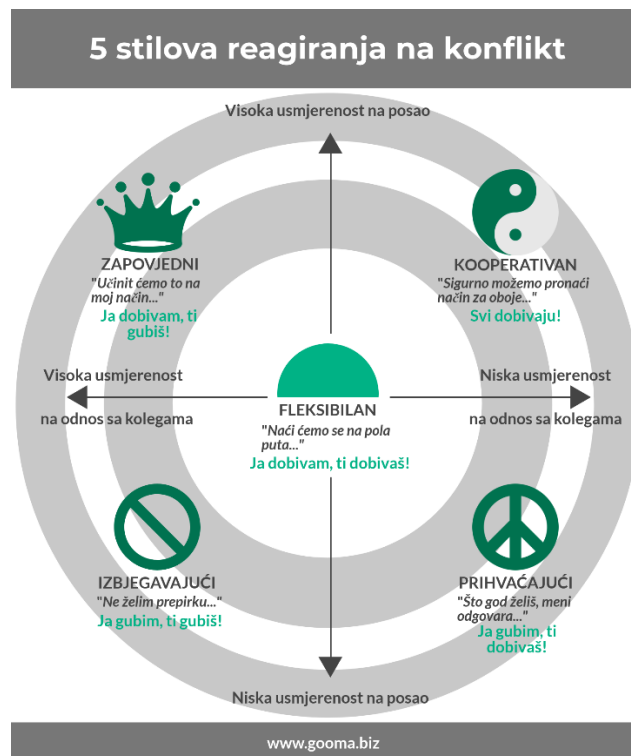 5 stilova reagiranja na konflikt
Visoka usmjerenost na posao
ZAPOVJEDNI
"Učinit ćemo to na
moj način..."
Ja dobivam, ti
gubiš!
KOOPERATIVAN
"Sigurno možemo pronaći
način za oboje..."
Svi dobivaju!
Visoka usmjerenost
na odnos sa kolegama
Niska usmjerenost
na odnos sa kolegama
FLEKSIBILAN
"Naći ćemo se na pola
puta..."
Ja dobivam, ti dobivaš!
IZBJEGAVAJUĆI
"Ne želim prepirku..."
Ja gubim, ti gubiš!
PRIHVAĆAJUĆI
"Što god želiš, meni
odgovara..."
Ja gubim, ti
dobivaš!
Niska usmjerenost na posao
www.gooma.biz